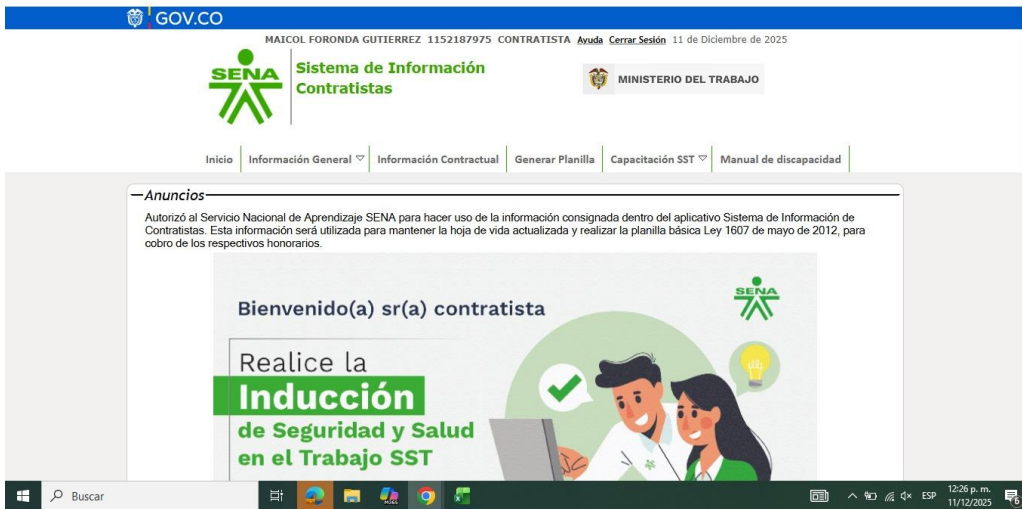 GOV.CO
MAICOL FORONDA GUTIERREZ 1152187975 CONTRATISTA Ayuda Cerrar Sesión 11 de Diciembre de 2025
SENA
Sistema de Información
Contratistas
MINISTERIO DEL TRABAJO
Inicio Información General Información Contractual Generar Planilla Capacitación SST Manual de discapacidad
Anuncios
Autorizó al Servicio Nacional de Aprendizaje SENA para hacer uso de la información consignada dentro del aplicativo Sistema de Información de
Contratistas. Esta información será utilizada para mantener la hoja de vida actualizada y realizar la planilla básica Ley 1607 de mayo de 2012, para
cobro de los respectivos honorarios.
SENA
Bienvenido(a) sr(a) contratista
Realice la
Inducción
de Seguridad y Salud
en el Trabajo SST
Buscar
M365
ESP
12:26 p. m.
11/12/2025
6